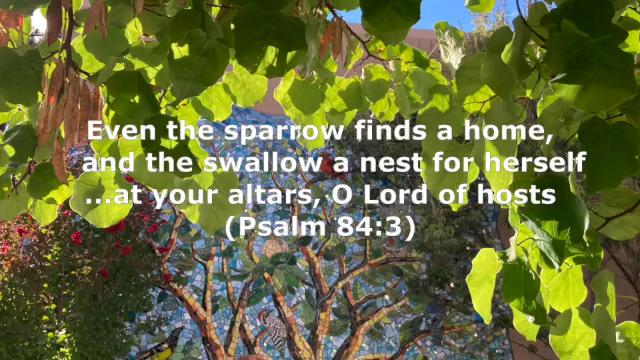 Even the sparrow finds a home,
and the swallow a nest for herself
...at your altars, O Lord of hosts
(Psalm 84:3)